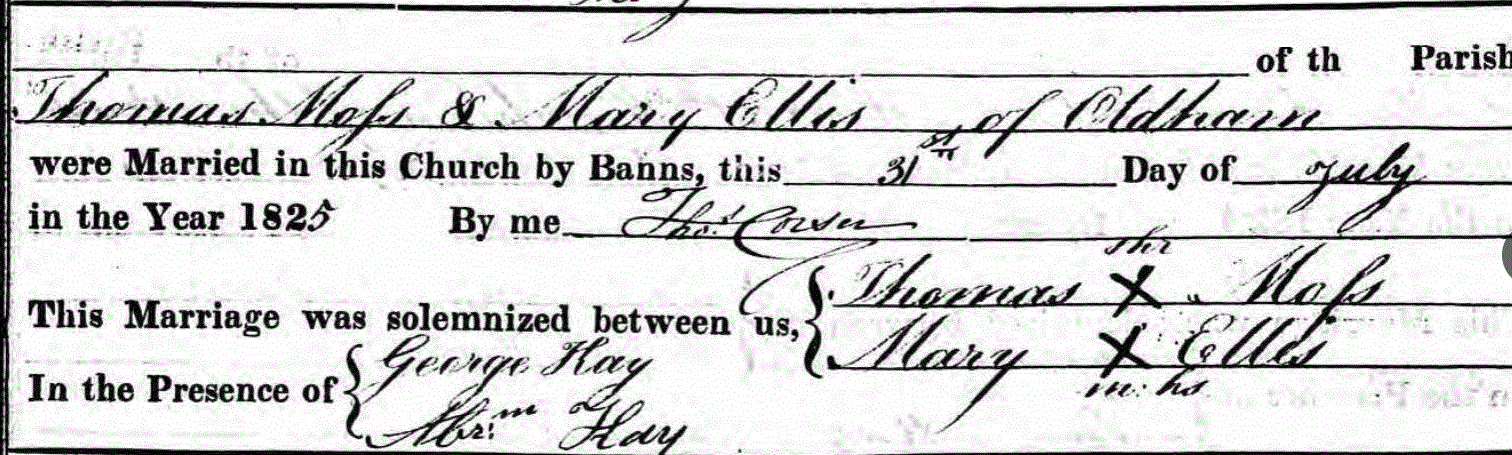 of th Parish
Thomas Moſs & Mary Ellis of Oldham
were Married in this Church by Banns, this 31st Day of July
in the Year 1825 By me Thos. Corser
thr
This Marriage was solemnized between us, { Thomas X Moſs
Mary X Ellis
m: ks
In the Presence of { George Hay
Abrm. Hay